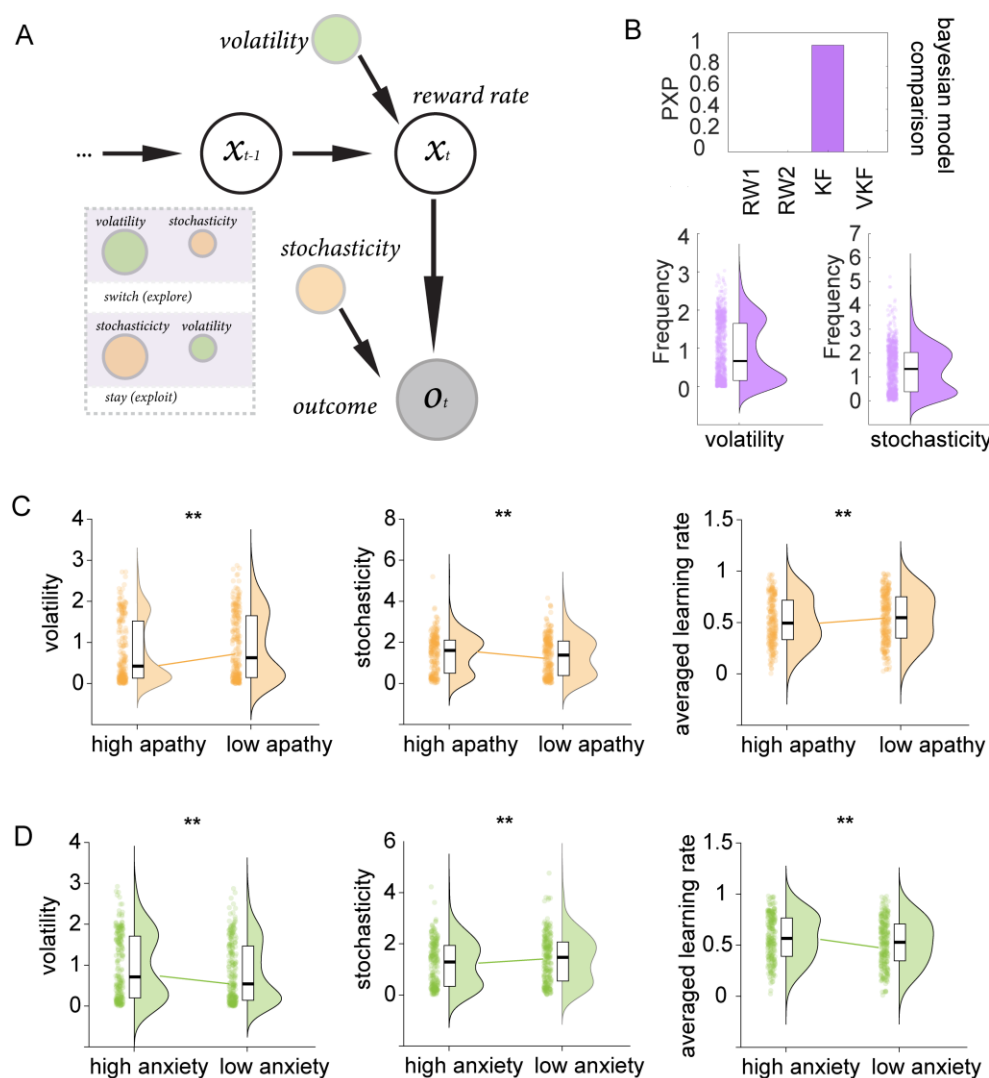 A
volatility
reward rate
...
x t-1
x t
volatility
stochasticity
switch (explore)
stochasticicty
volatility
stay (exploit)
stochasticity
outcome
o t
B
PXP
1
0.8
0.6
0.4
0.2
0
RW1
RW2
KF
VKF
bayesian model
comparison
Frequency
4
3
2
1
0
volatility
Frequency
7
6
5
4
3
2
1
0
stochasticity
C
**
volatility
4
3
2
1
0
high apathy
low apathy
**
stochasticity
8
6
4
2
0
high apathy
low apathy
**
averaged learning rate
1.5
1
0.5
0
high apathy
low apathy
D
**
volatility
4
3
2
1
0
high anxiety
low anxiety
**
stochasticity
6
4
2
0
high anxiety
low anxiety
**
averaged learning rate
1.5
1
0.5
0
high anxiety
low anxiety